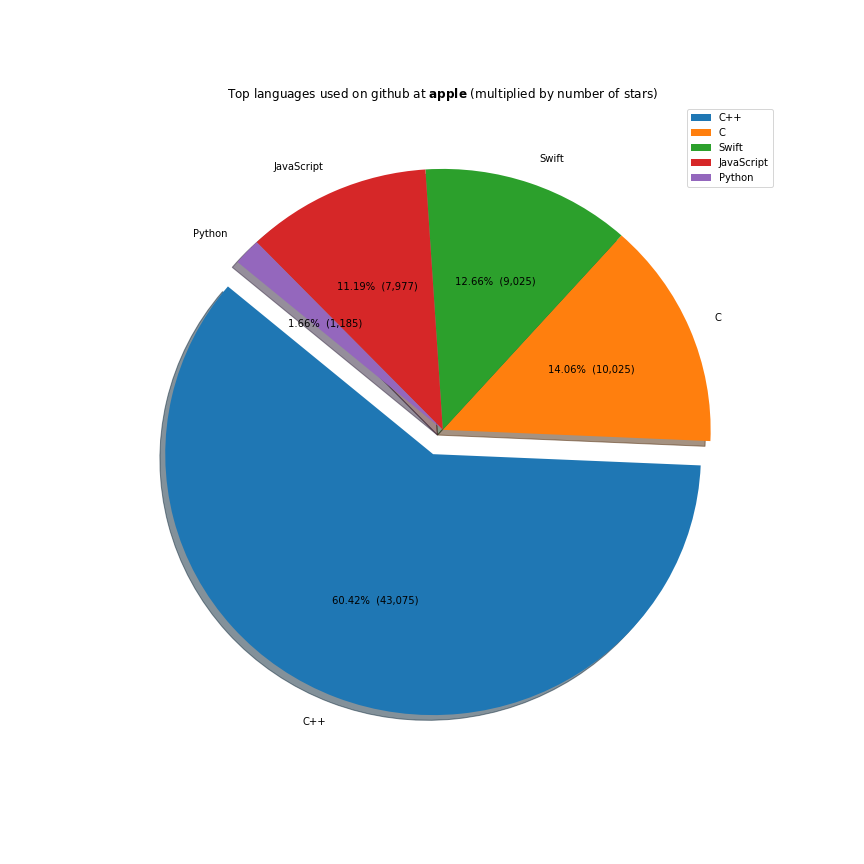 Top languages used on github at apple (multiplied by number of stars)
C++
C
Swift
JavaScript
Python
Swift
JavaScript
Python
C
11.19%  (7,977)
12.66%  (9,025)
1.66%  (1,185)
14.06%  (10,025)
60.42%  (43,075)
C++